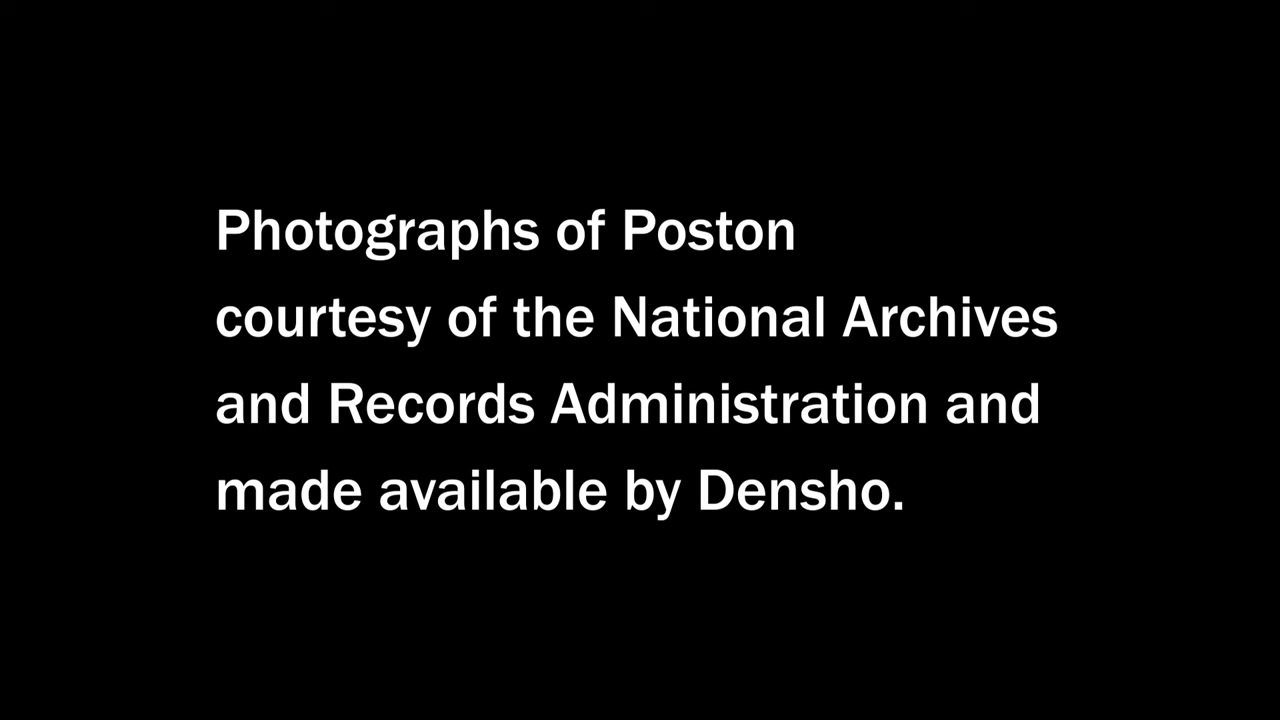 Photographs of Poston
courtesy of the National Archives
and Records Administration and
made available by Densho.